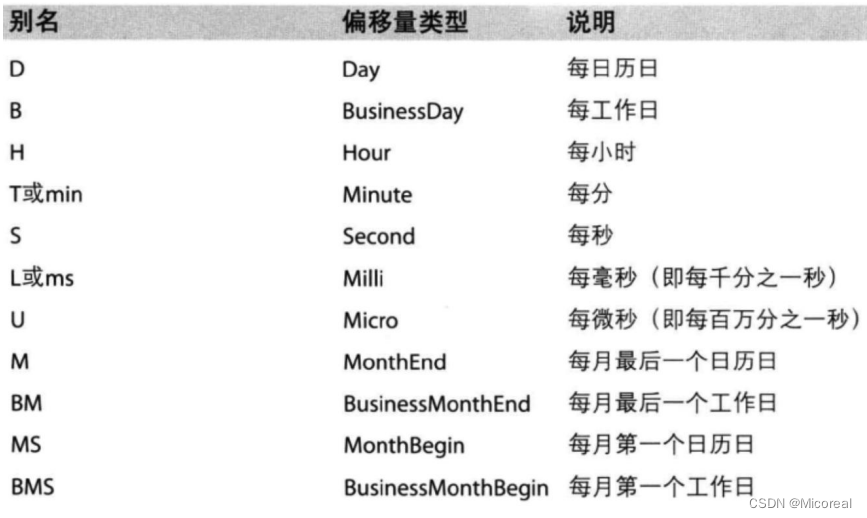 别名 偏移量类型 说明
D Day 每日历日
B BusinessDay 每工作日
H Hour 每小时
T或min Minute 每分
S Second 每秒
L或ms Milli 每毫秒（即每千分之一秒）
U Micro 每微秒（即每百万分之一秒）
M MonthEnd 每月最后一个日历日
BM BusinessMonthEnd 每月最后一个工作日
MS MonthBegin 每月第一个日历日
BMS BusinessMonthBegin 每月第一个工作日
CSDN @Micoreal